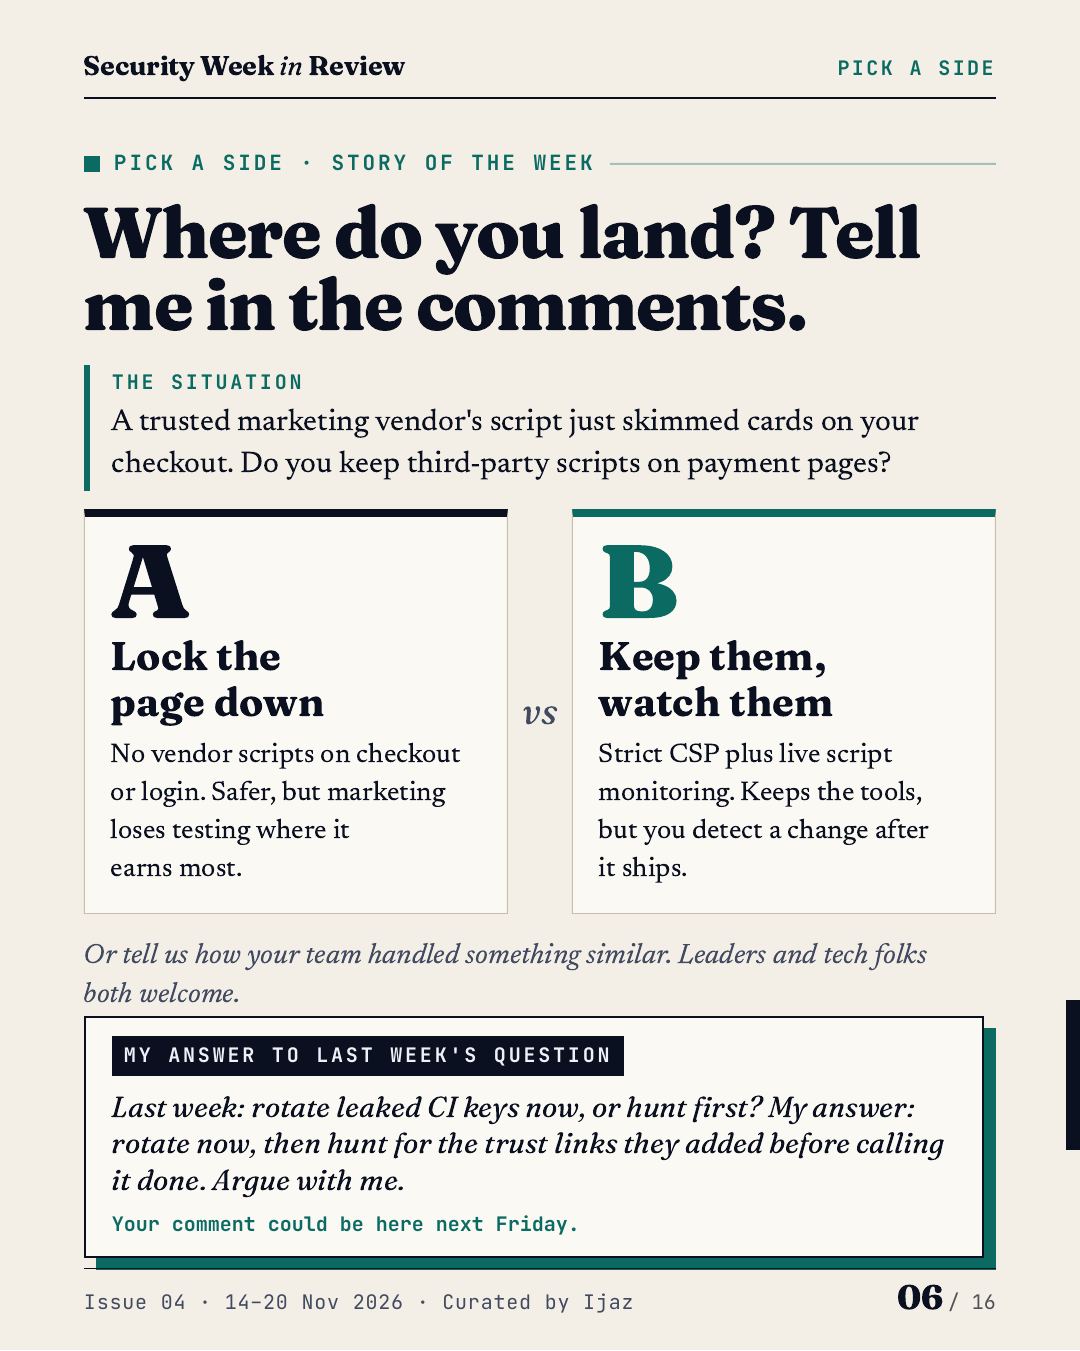 Security Week in Review
PICK A SIDE
PICK A SIDE · STORY OF THE WEEK
Where do you land? Tell
me in the comments.
THE SITUATION
A trusted marketing vendor's script just skimmed cards on your
checkout. Do you keep third-party scripts on payment pages?
A
Lock the
page down
No vendor scripts on checkout
or login. Safer, but marketing
loses testing where it
earns most.
vs
B
Keep them,
watch them
Strict CSP plus live script
monitoring. Keeps the tools,
but you detect a change after
it ships.
Or tell us how your team handled something similar. Leaders and tech folks
both welcome.
MY ANSWER TO LAST WEEK'S QUESTION
Last week: rotate leaked CI keys now, or hunt first? My answer:
rotate now, then hunt for the trust links they added before calling
it done. Argue with me.
Your comment could be here next Friday.
Issue 04 · 14–20 Nov 2026 · Curated by Ijaz
06 / 16